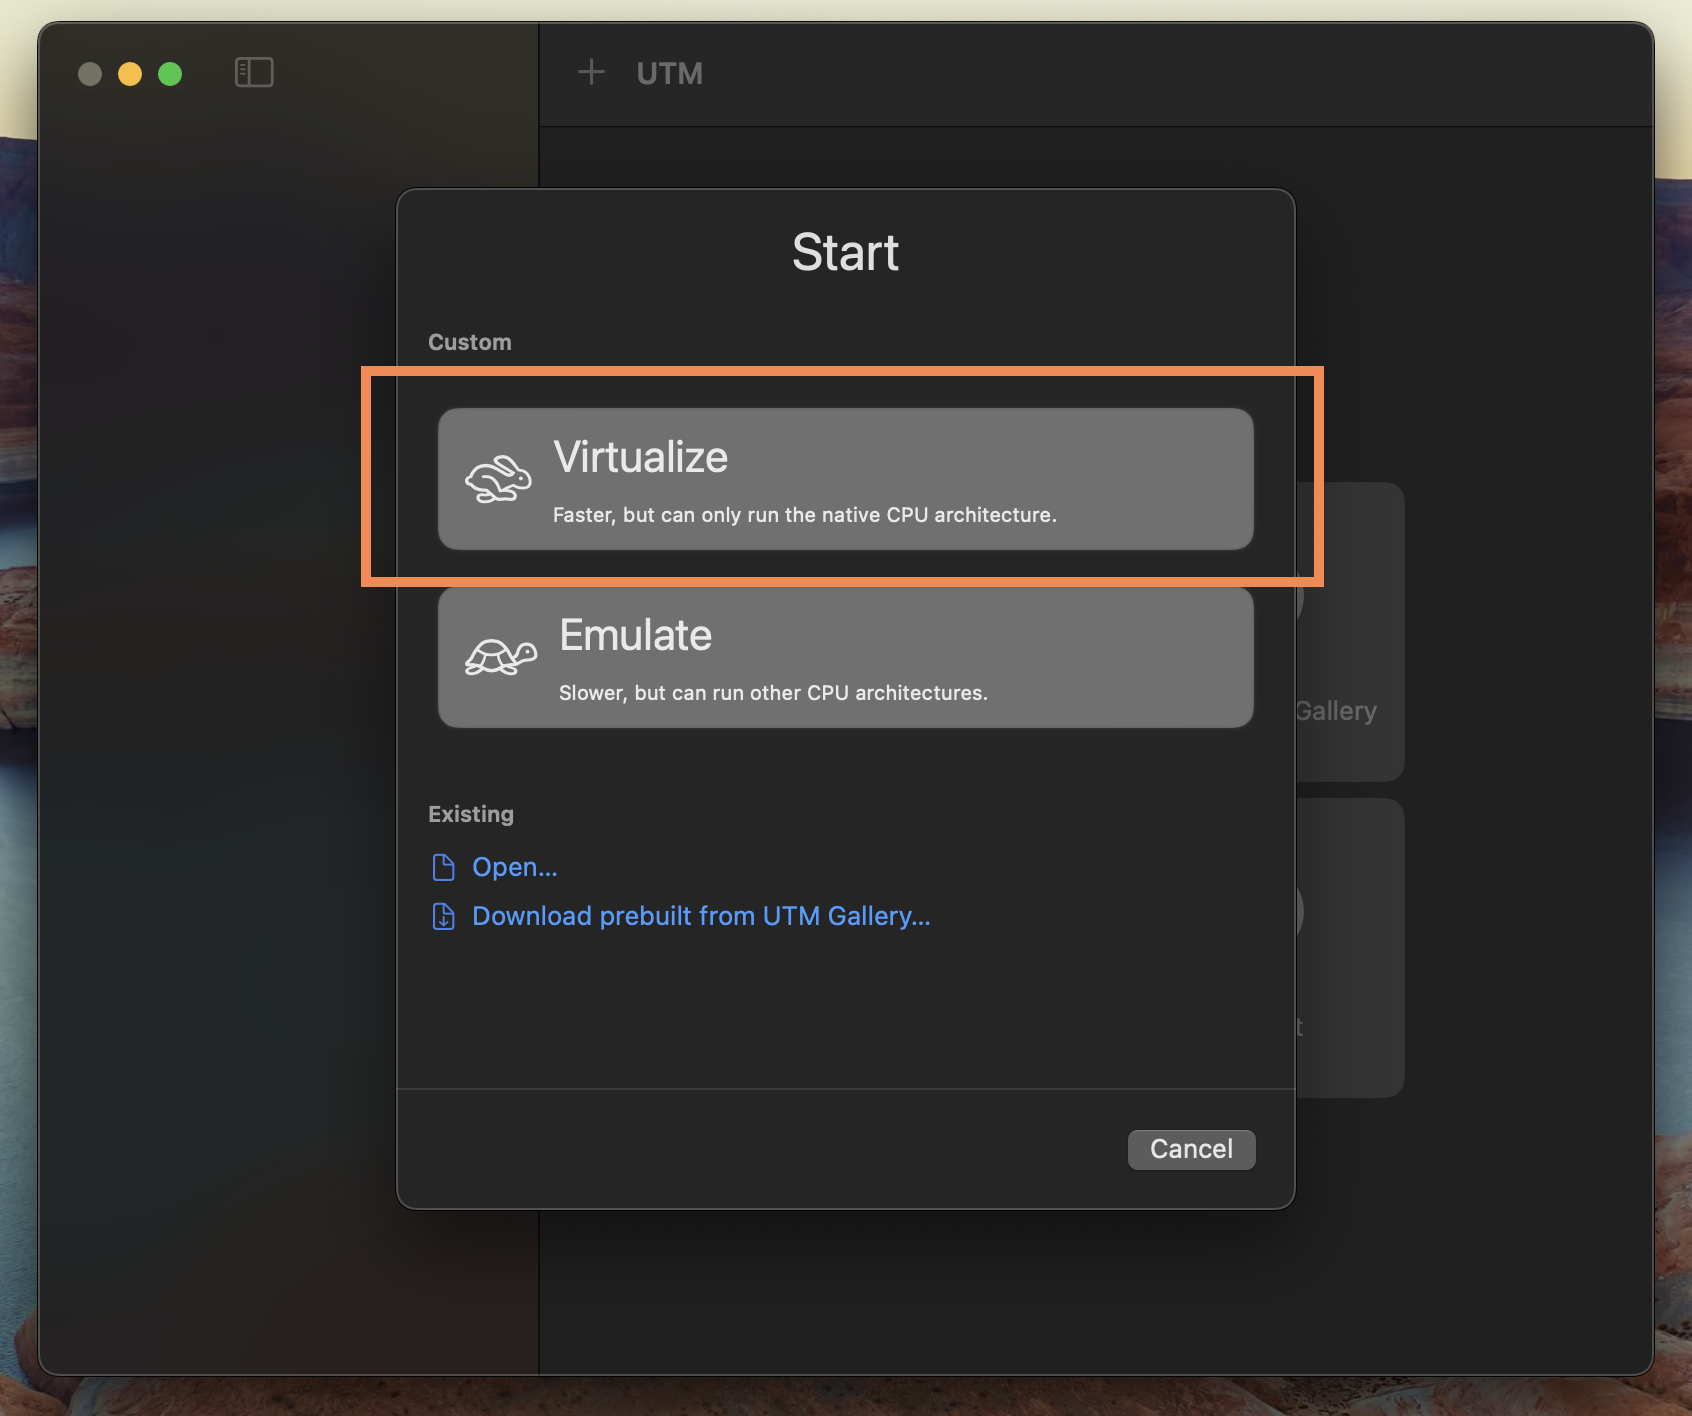 UTM
Start
Custom
Virtualize
Faster, but can only run the native CPU architecture.
Emulate
Slower, but can run other CPU architectures.
Gallery
Existing
Open...
Download prebuilt from UTM Gallery...
Cancel